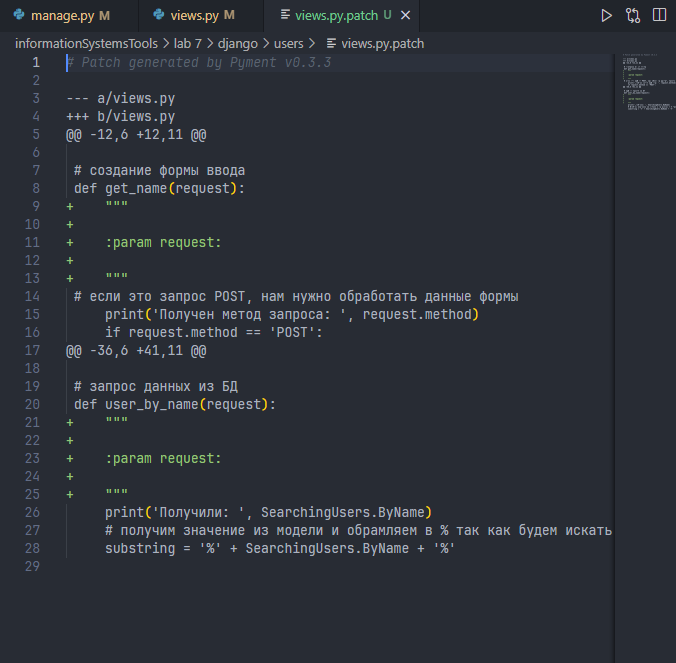 manage.py M views.py M views.py.patch U
informationSystemsTools > lab 7 > django > users > views.py.patch
1 # Patch generated by Pyment v0.3.3
2
3 --- a/views.py
4 +++ b/views.py
5 @@ -12,6 +12,11 @@
6
7 # создание формы ввода
8 def get_name(request):
9 + """
10 +
11 + :param request:
12 +
13 + """
14 # если это запрос POST, нам нужно обработать данные формы
15 print('Получен метод запроса: ', request.method)
16 if request.method == 'POST':
17 @@ -36,6 +41,11 @@
18
19 # запрос данных из БД
20 def user_by_name(request):
21 + """
22 +
23 + :param request:
24 +
25 + """
26 print('Получили: ', SearchingUsers.ByName)
27 # получим значение из модели и обрамляем в % так как будем искать
28 substring = '%' + SearchingUsers.ByName + '%'
29